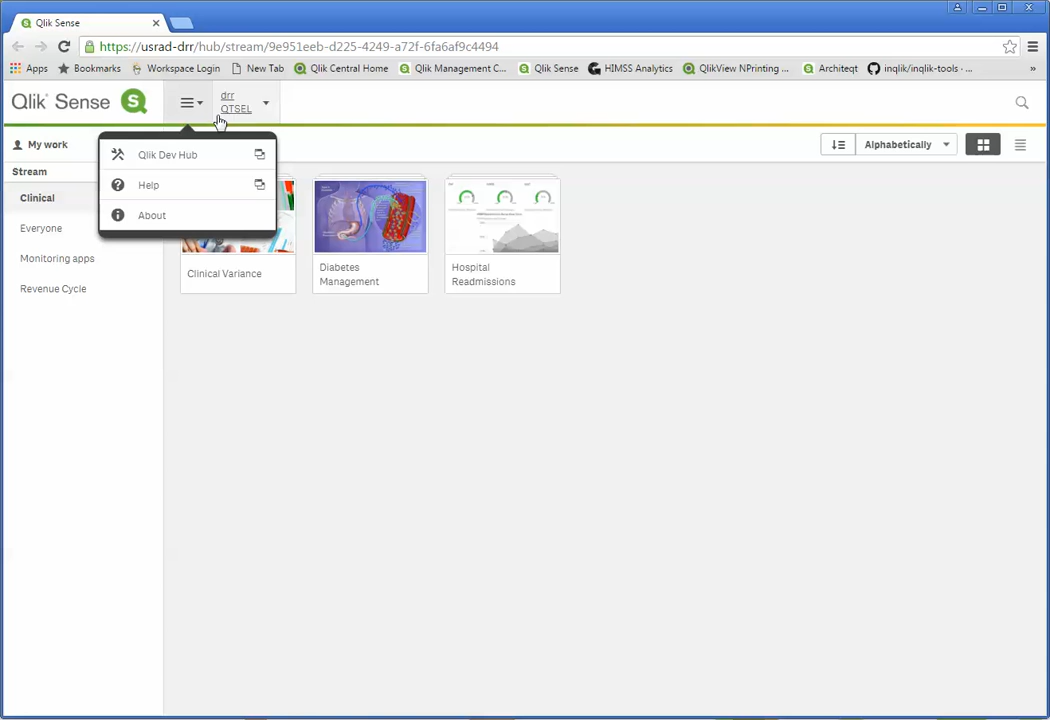 Qlik Sense
https://usrad-drr/hub/stream/9e951eeb-d225-4249-a72f-6fa6af9c4494
Apps Bookmarks Workspace Login New Tab Qlik Central Home Qlik Management C... Qlik Sense HIMSS Analytics QlikView NPrinting ... Architeqt inqlik/inqlik-tools · ... »
Qlik Sense
drr
QTSEL
My work
Alphabetically
Stream
Clinical
Everyone
Monitoring apps
Revenue Cycle
Qlik Dev Hub
Help
About
Clinical Variance
Diabetes
Management
Hospital
Readmissions